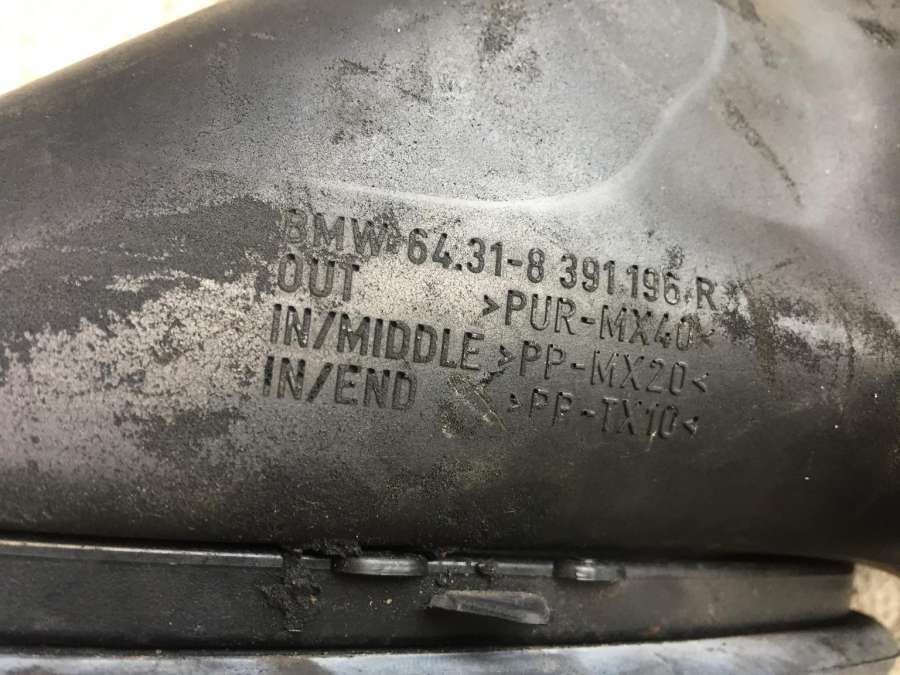 BMW 64.31-8 391 196 R
OUT >PUR-MX40<
IN/MIDDLE >PP-MX20<
IN/END >PP-TX10<